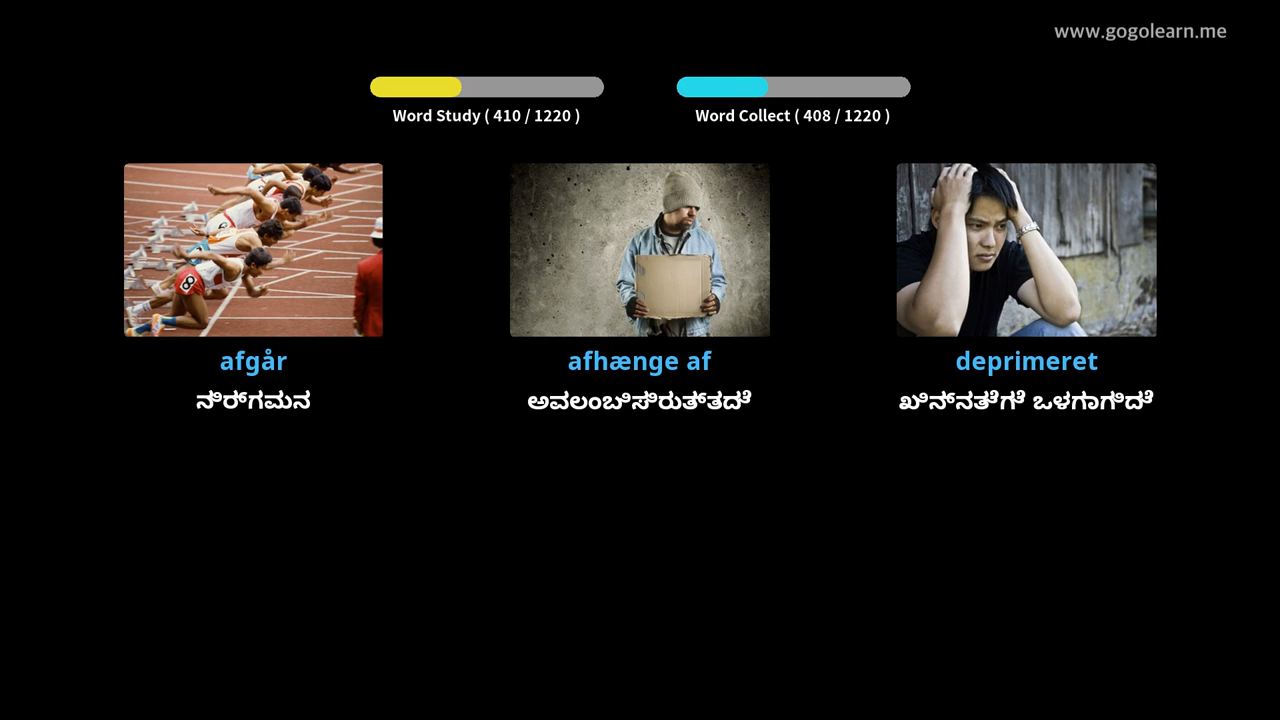 www.gogolearn.me
Word Study ( 410 / 1220 )
Word Collect ( 408 / 1220 )
8
afgår
afhænge af
deprimeret
ನಿರ್ಗಮನ
ಅವಲಂಬಿಸಿರುತ್ತದೆ
ಖಿನ್ನತೆಗೆ ಒಳಗಾಗಿದೆ